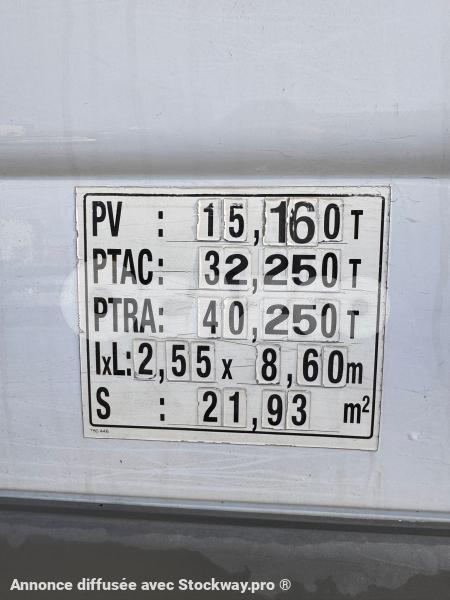 PV : 15,160 T
PTAC: 32,250 T
PTRA: 40,250 T
lxL: 2,55 x 8,60 m
S : 21,93 m²
Annonce diffusée avec Stockway.pro ®